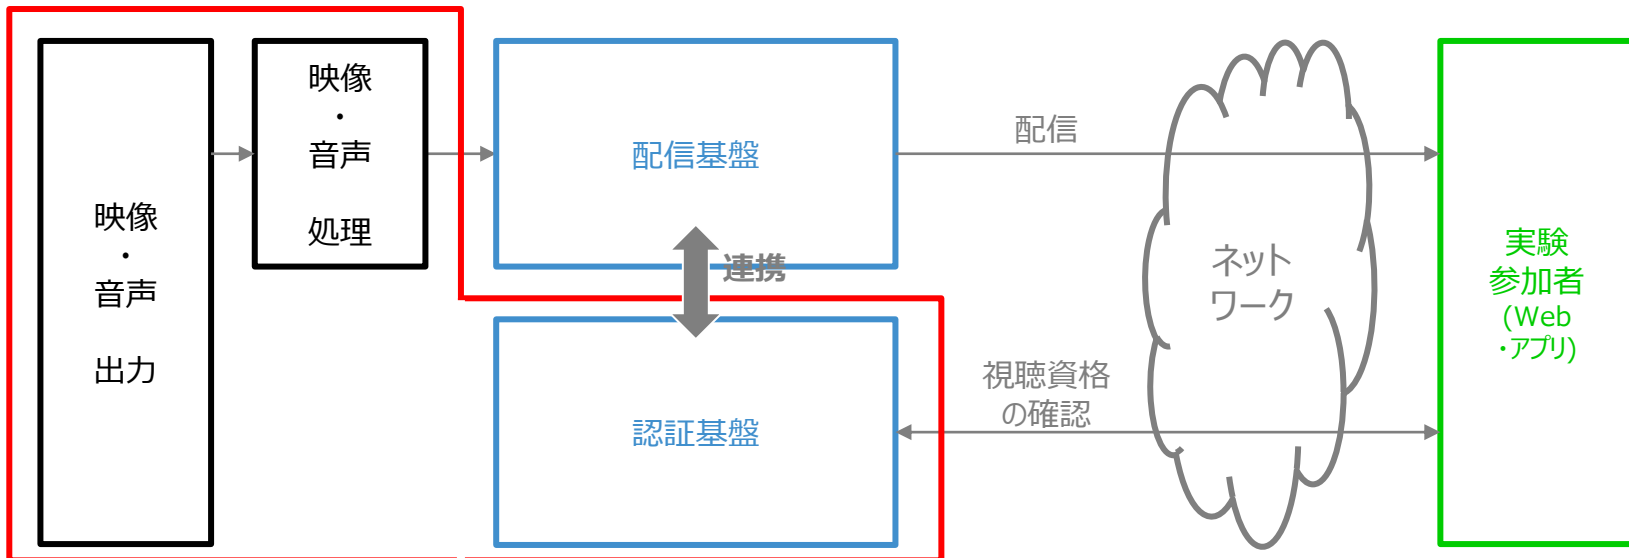 映像
・
音声
出力
映像
・
音声
処理
配信基盤
連携
認証基盤
配信
視聴資格
の確認
ネット
ワーク
実験
参加者
(Web
・アプリ)